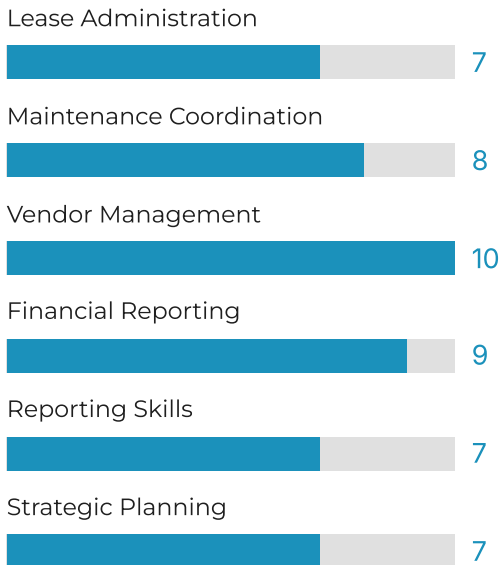 Lease Administration
7
Maintenance Coordination
8
Vendor Management
10
Financial Reporting
9
Reporting Skills
7
Strategic Planning
7